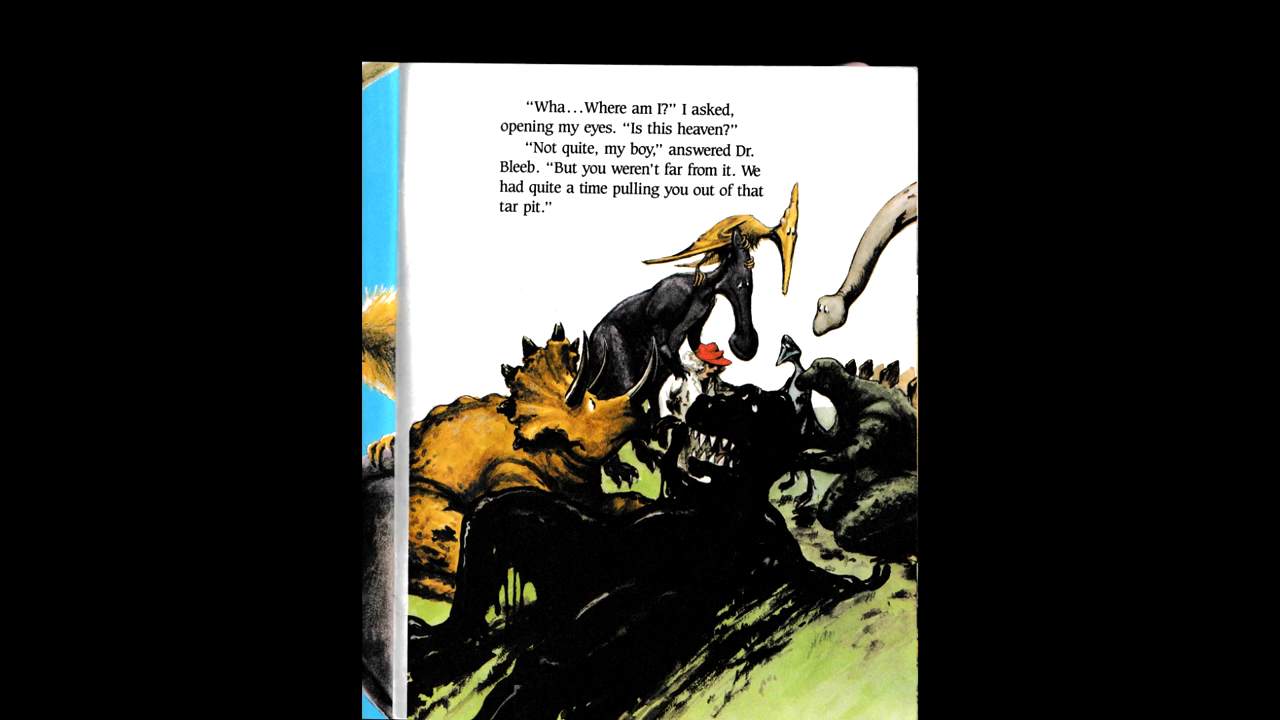 “Wha...Where am I?” I asked,
opening my eyes. “Is this heaven?”
“Not quite, my boy,” answered Dr.
Bleeb. “But you weren't far from it. We
had quite a time pulling you out of that
tar pit.”